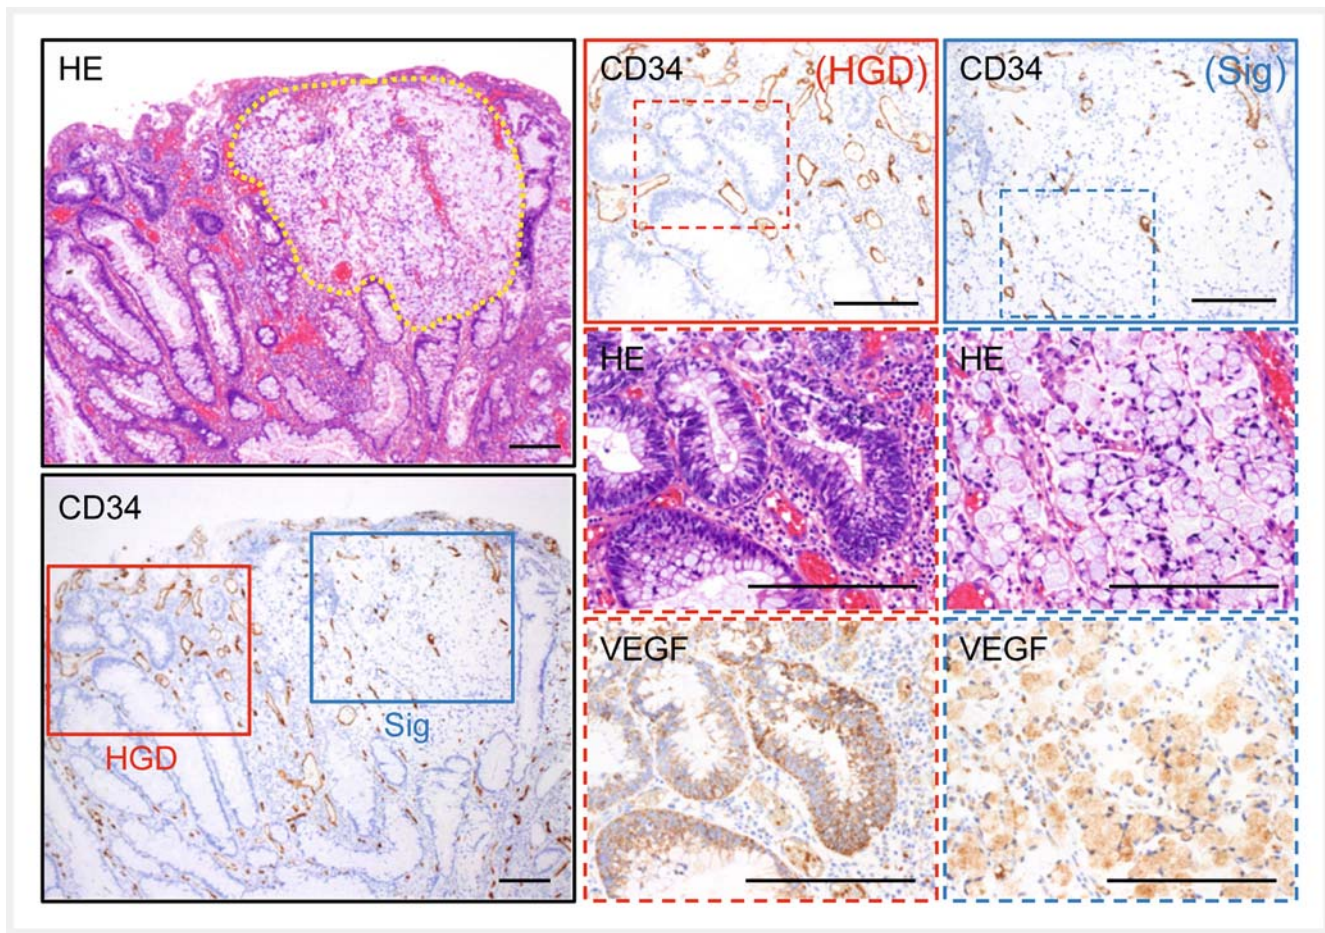 HE
CD34
HGD
Sig
CD34 (HGD)
HE
VEGF
CD34 (Sig)
HE
VEGF